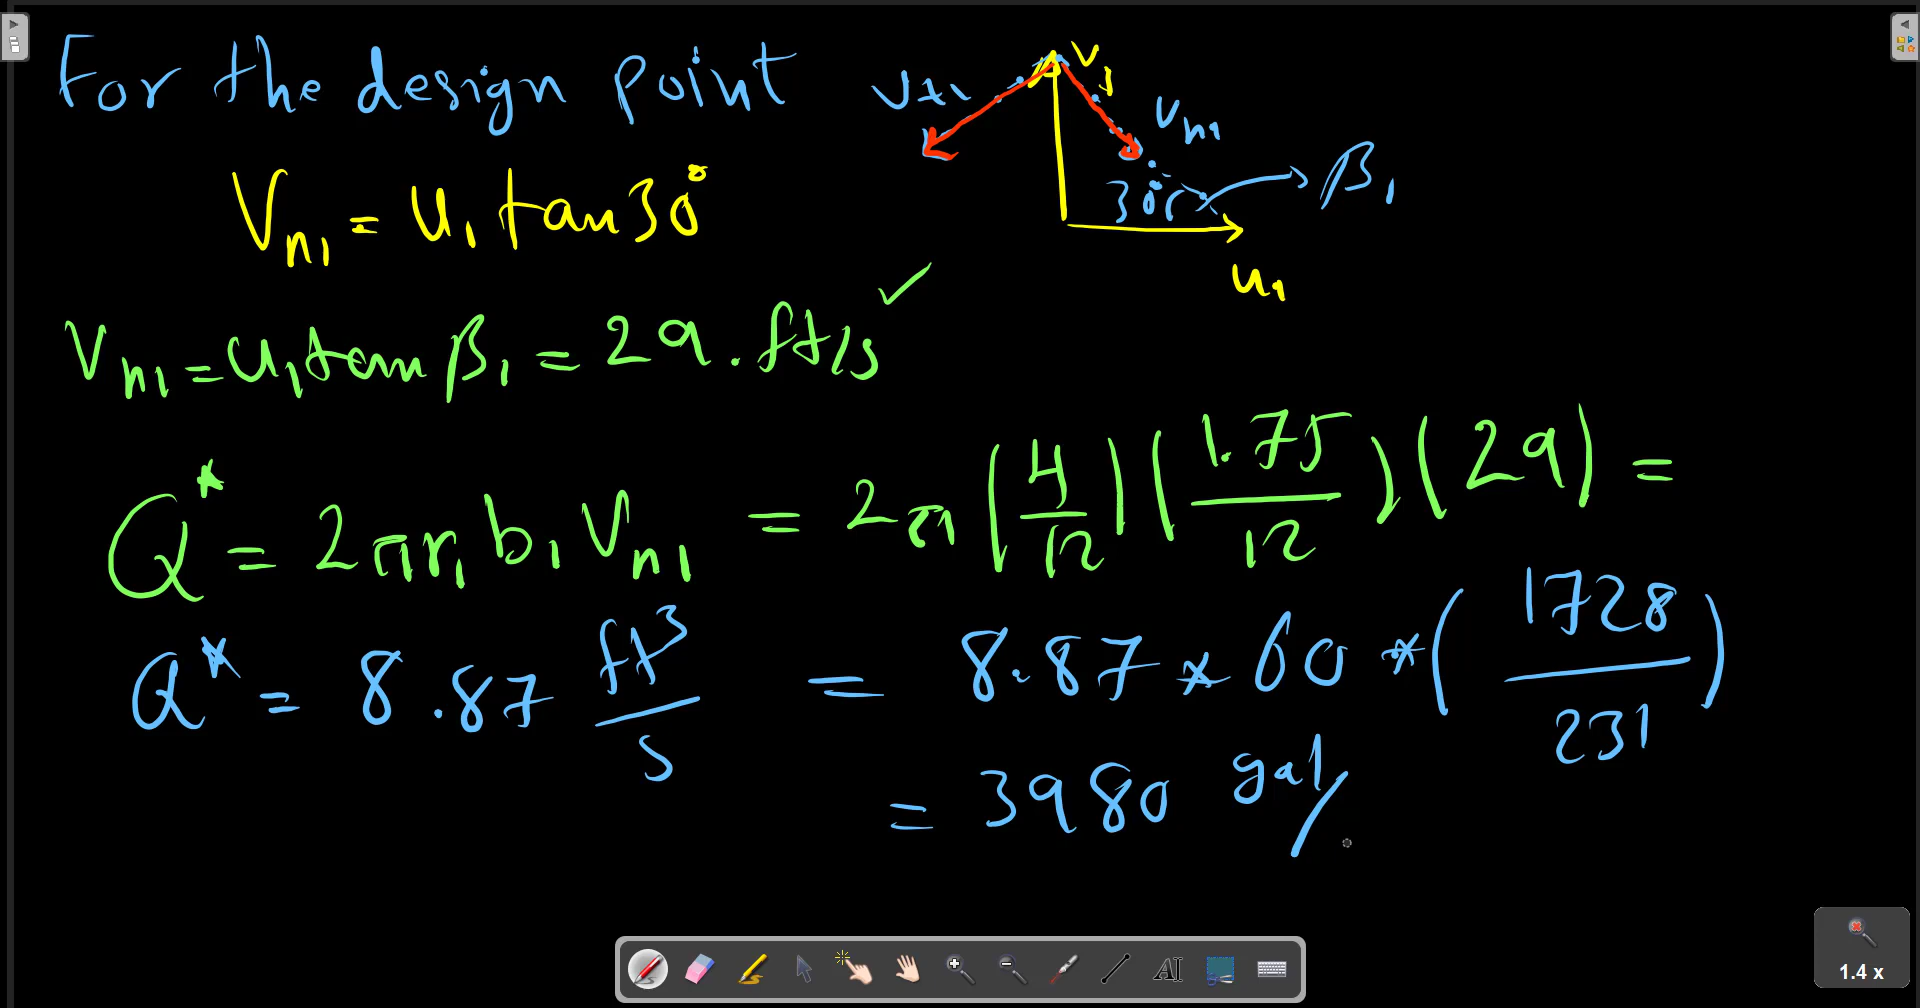 For the design point
V_t1
V_1
V_n1
30°
β_1
u_1
V_n1 = u_1 tan 30°
V_n1 = u_1 tan β_1 = 29. ft/s ✓
Q* = 2πr_1 b_1 V_n1 = 2π (4/12) (1.75/12) (29) =
Q* = 8.87 ft³/s = 8.87 * 60 * (1728/231)
= 3980 gal/
AI
1.4 x